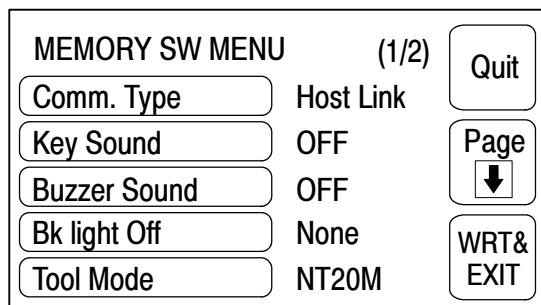 MEMORY SW MENU (1/2)
Quit
Comm. Type Host Link
Key Sound OFF
Page
Buzzer Sound OFF
Bk light Off None
WRT&
EXIT
Tool Mode NT20M